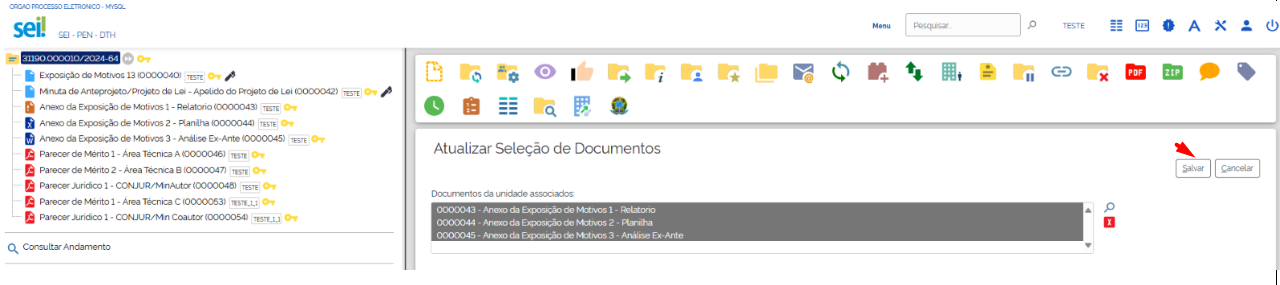 ORGAO PROCESSO ELETRONICO - MYSQL
sei! SEI - PEN - DTH
Menu
Pesquisar...
TESTE
123
A
31190.000010/2024-64
Exposição de Motivos 13 (0000040) TESTE
Minuta de Anteprojeto/Projeto de Lei - Apelido do Projeto de Lei (0000042) TESTE
Anexo da Exposição de Motivos 1 - Relatorio (0000043) TESTE
Anexo da Exposição de Motivos 2 - Planilha (0000044) TESTE
Anexo da Exposição de Motivos 3 - Análise Ex-Ante (0000045) TESTE
Parecer de Mérito 1 - Área Técnica A (0000046) TESTE
Parecer de Mérito 2 - Área Técnica B (0000047) TESTE
Parecer Jurídico 1 - CONJUR/MinAutor (0000048) TESTE
Parecer de Mérito 1 - Área Técnica C (0000053) TESTE_1_1
Parecer Jurídico 1 - CONJUR/Min Coautor (0000054) TESTE_1_1
Consultar Andamento
PDF
ZIP
Atualizar Seleção de Documentos
Salvar
Cancelar
Documentos da unidade associados:
0000043 - Anexo da Exposição de Motivos 1 - Relatorio
0000044 - Anexo da Exposição de Motivos 2 - Planilha
0000045 - Anexo da Exposição de Motivos 3 - Análise Ex-Ante